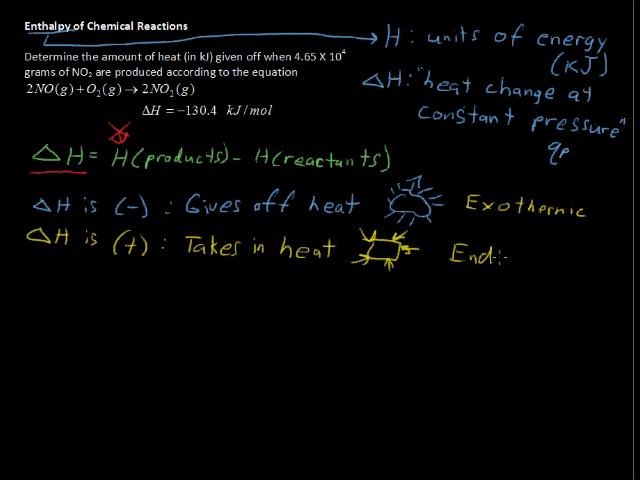 Enthalpy of Chemical Reactions
H: units of energy
(KJ)
Determine the amount of heat (in kJ) given off when 4.65 X 10⁴
grams of NO₂ are produced according to the equation
2NO(g) + O₂(g) → 2NO₂(g)
ΔH = −130.4 kJ/mol
ΔH: "heat change at
constant pressure"
qp
ΔH = H(products) − H(reactants)
ΔH is (−) : Gives off heat Exothermic
ΔH is (+) : Takes in heat End